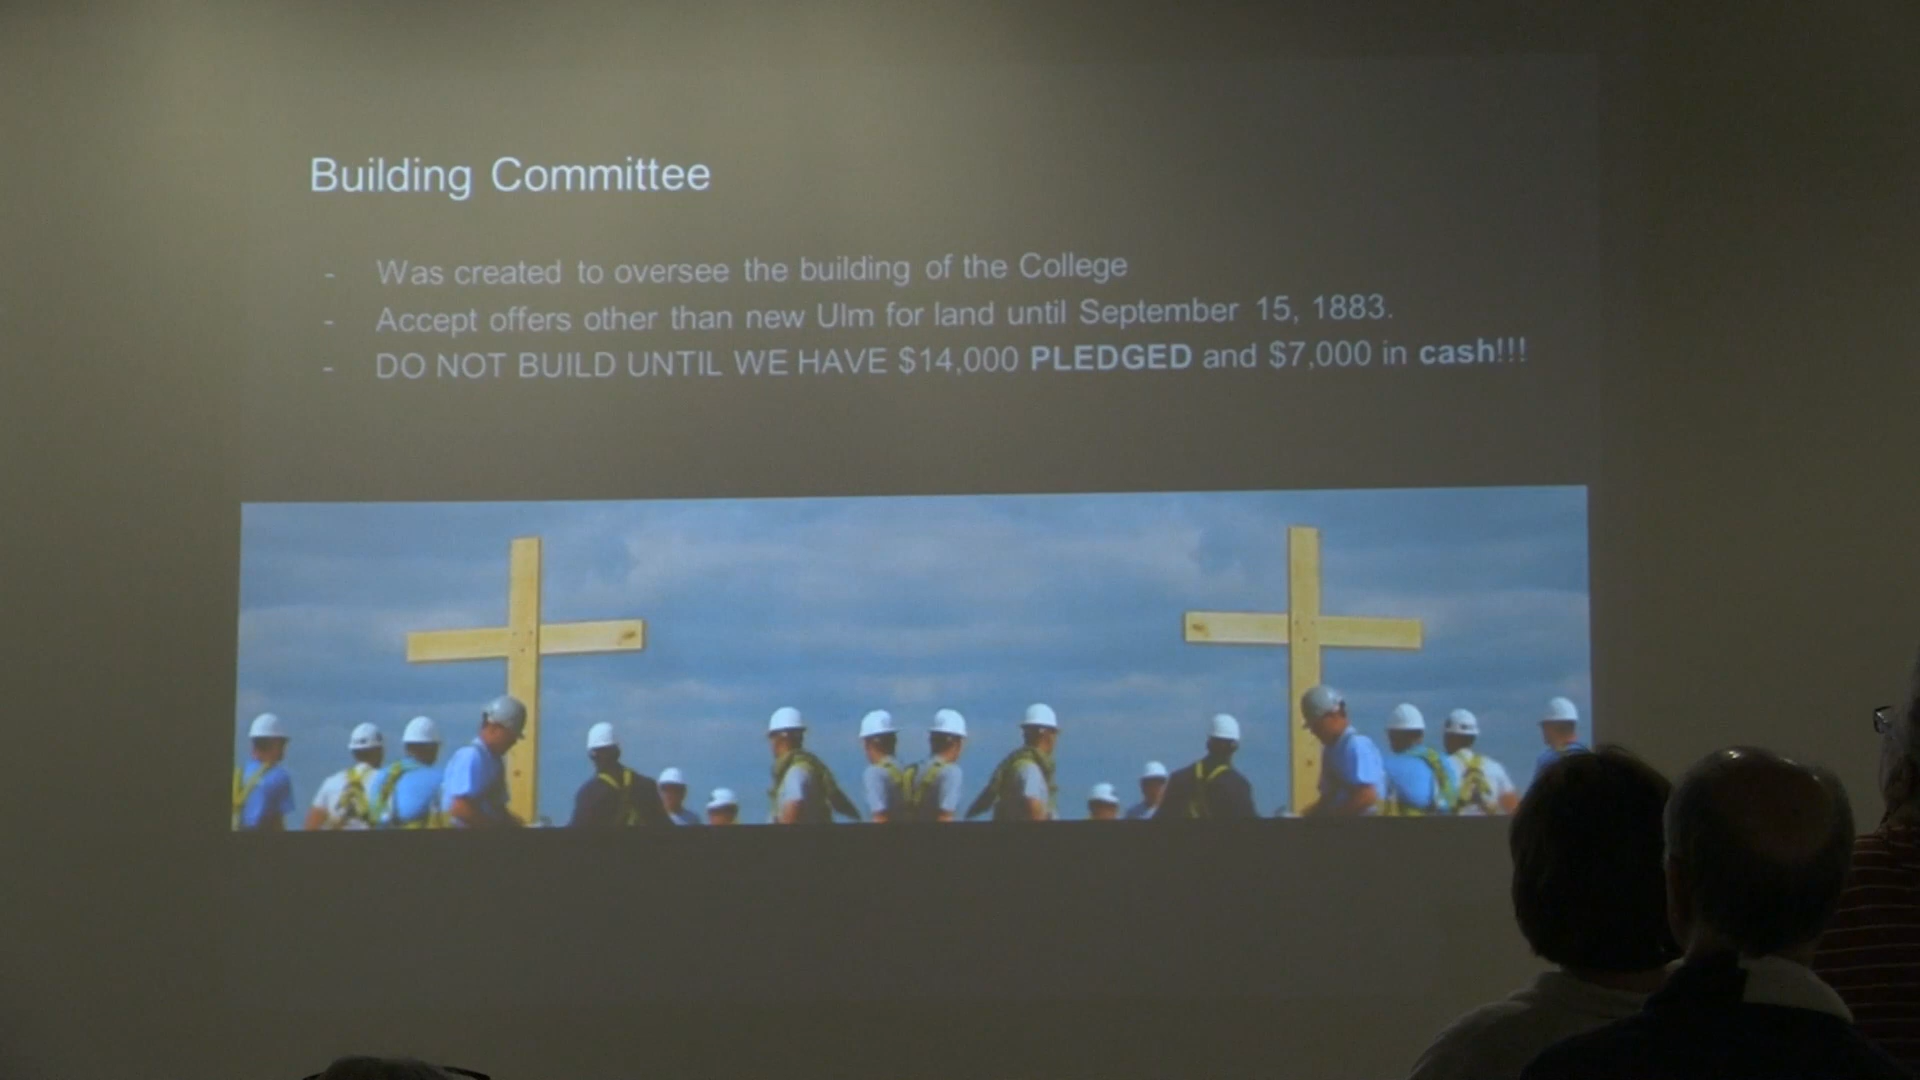 Building Committee
- Was created to oversee the building of the College
- Accept offers other than new Ulm for land until September 15, 1883.
- DO NOT BUILD UNTIL WE HAVE $14,000 PLEDGED and $7,000 in cash!!!